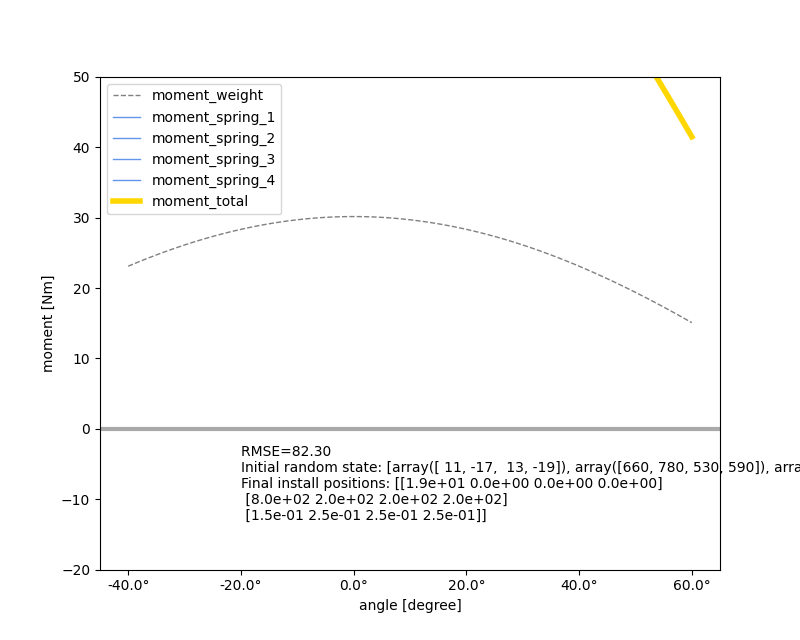 50
40
30
20
10
0
−10
−20
moment [Nm]
moment_weight
moment_spring_1
moment_spring_2
moment_spring_3
moment_spring_4
moment_total
RMSE=82.30
Initial random state: [array([ 11, -17,  13, -19]), array([660, 780, 530, 590]), arra
Final install positions: [[1.9e+01 0.0e+00 0.0e+00 0.0e+00]
[8.0e+02 2.0e+02 2.0e+02 2.0e+02]
[1.5e-01 2.5e-01 2.5e-01 2.5e-01]]
-40.0° -20.0° 0.0° 20.0° 40.0° 60.0°
angle [degree]